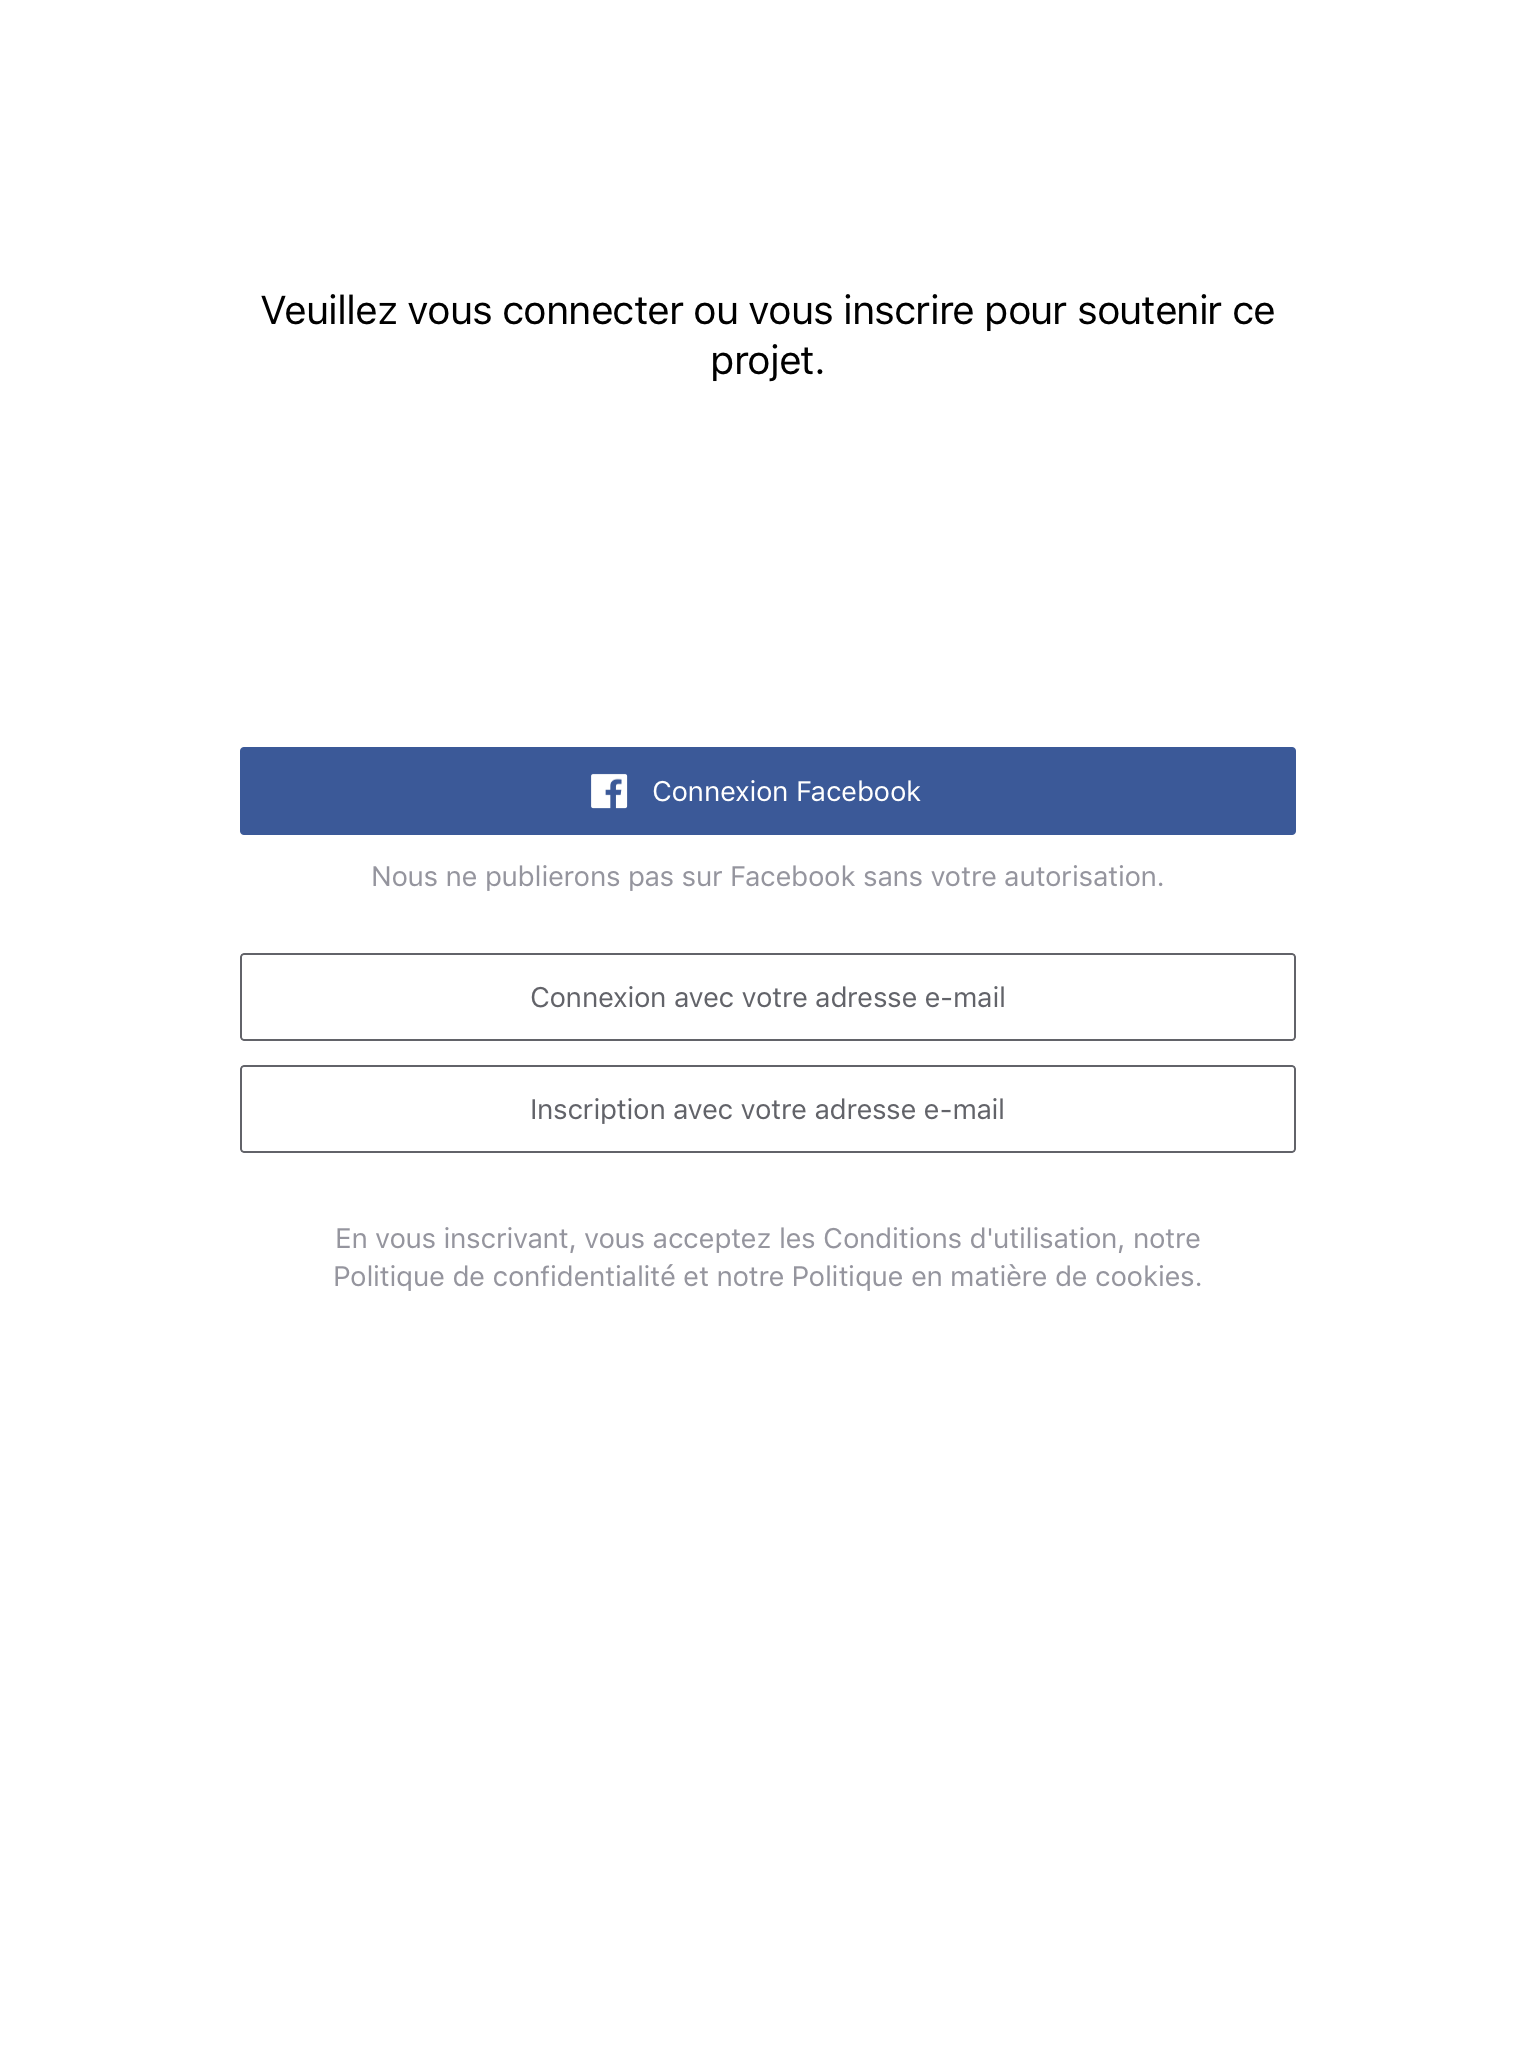 Veuillez vous connecter ou vous inscrire pour soutenir ce
projet.
Connexion Facebook
Nous ne publierons pas sur Facebook sans votre autorisation.
Connexion avec votre adresse e-mail
Inscription avec votre adresse e-mail
En vous inscrivant, vous acceptez les Conditions d'utilisation, notre
Politique de confidentialité et notre Politique en matière de cookies.